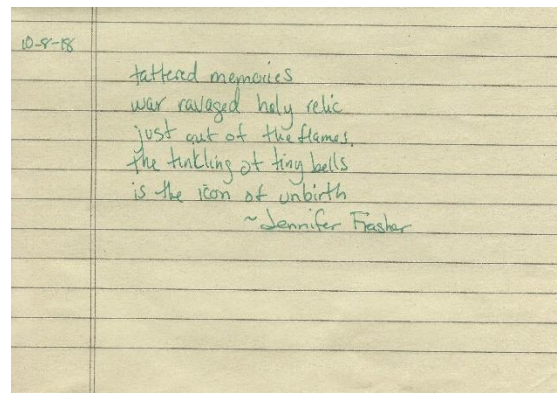 10-8-18
tattered memories
war ravaged holy relic
just out of the flames.
the tinkling of tiny bells
is the icon of unbirth
~Jennifer Frasher